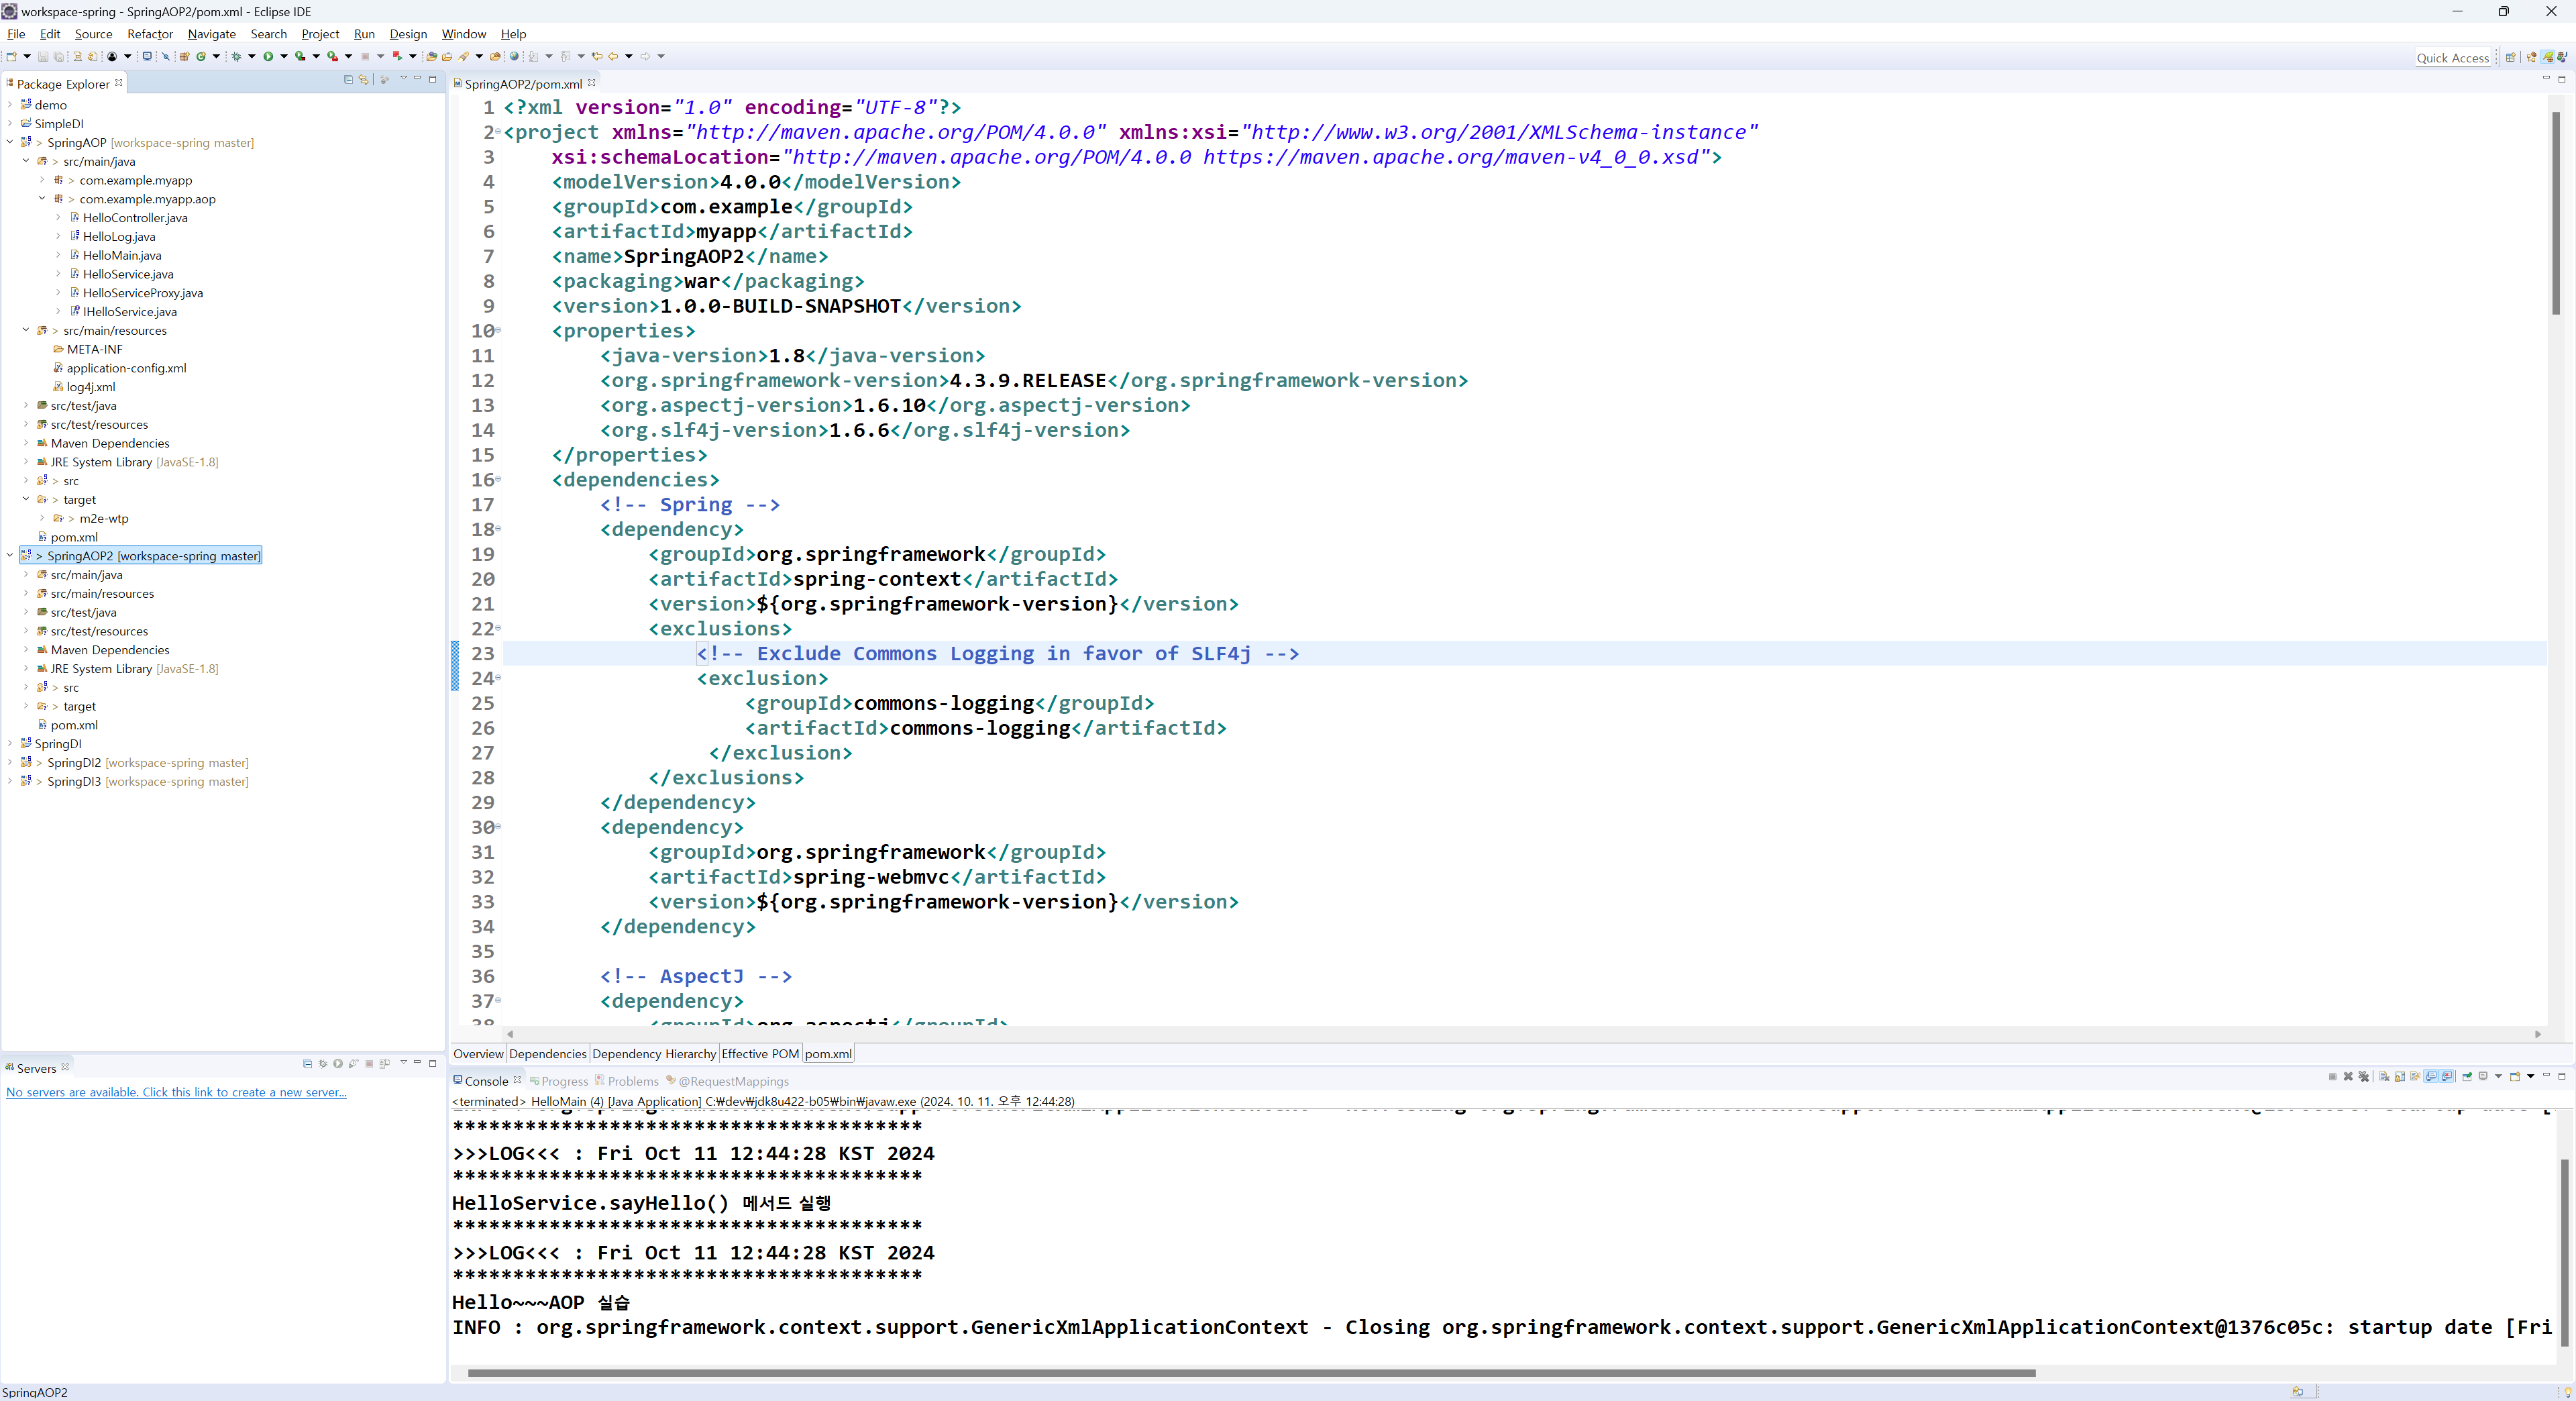 workspace-spring - SpringAOP2/pom.xml - Eclipse IDE
File Edit Source Refactor Navigate Search Project Run Design Window Help
Quick Access
Package Explorer
demo
SimpleDI
> SpringAOP [workspace-spring master]
> src/main/java
> com.example.myapp
> com.example.myapp.aop
HelloController.java
HelloLog.java
HelloMain.java
HelloService.java
HelloServiceProxy.java
IHelloService.java
> src/main/resources
META-INF
application-config.xml
log4j.xml
src/test/java
src/test/resources
Maven Dependencies
JRE System Library [JavaSE-1.8]
> src
> target
> m2e-wtp
pom.xml
> SpringAOP2 [workspace-spring master]
src/main/java
src/main/resources
src/test/java
src/test/resources
Maven Dependencies
JRE System Library [JavaSE-1.8]
> src
> target
pom.xml
SpringDI
> SpringDI2 [workspace-spring master]
> SpringDI3 [workspace-spring master]
Servers
No servers are available. Click this link to create a new server...
SpringAOP2/pom.xml
1 <?xml version="1.0" encoding="UTF-8"?>
2 <project xmlns="http://maven.apache.org/POM/4.0.0" xmlns:xsi="http://www.w3.org/2001/XMLSchema-instance"
3 xsi:schemaLocation="http://maven.apache.org/POM/4.0.0 https://maven.apache.org/maven-v4_0_0.xsd">
4 <modelVersion>4.0.0</modelVersion>
5 <groupId>com.example</groupId>
6 <artifactId>myapp</artifactId>
7 <name>SpringAOP2</name>
8 <packaging>war</packaging>
9 <version>1.0.0-BUILD-SNAPSHOT</version>
10 <properties>
11 <java-version>1.8</java-version>
12 <org.springframework-version>4.3.9.RELEASE</org.springframework-version>
13 <org.aspectj-version>1.6.10</org.aspectj-version>
14 <org.slf4j-version>1.6.6</org.slf4j-version>
15 </properties>
16 <dependencies>
17 <!-- Spring -->
18 <dependency>
19 <groupId>org.springframework</groupId>
20 <artifactId>spring-context</artifactId>
21 <version>${org.springframework-version}</version>
22 <exclusions>
23 <!-- Exclude Commons Logging in favor of SLF4j -->
24 <exclusion>
25 <groupId>commons-logging</groupId>
26 <artifactId>commons-logging</artifactId>
27 </exclusion>
28 </exclusions>
29 </dependency>
30 <dependency>
31 <groupId>org.springframework</groupId>
32 <artifactId>spring-webmvc</artifactId>
33 <version>${org.springframework-version}</version>
34 </dependency>
35
36 <!-- AspectJ -->
37 <dependency>
38 <groupId>org.aspectj</groupId>
Overview Dependencies Dependency Hierarchy Effective POM pom.xml
Console Progress Problems @RequestMappings
<terminated> HelloMain (4) [Java Application] C:₩dev₩jdk8u422-b05₩bin₩javaw.exe (2024. 10. 11. 오후 12:44:28)
***************************************
>>>LOG<<< : Fri Oct 11 12:44:28 KST 2024
***************************************
HelloService.sayHello() 메서드 실행
***************************************
>>>LOG<<< : Fri Oct 11 12:44:28 KST 2024
***************************************
Hello~~~AOP 실습
INFO : org.springframework.context.support.GenericXmlApplicationContext - Closing org.springframework.context.support.GenericXmlApplicationContext@1376c05c: startup date [Fri
SpringAOP2